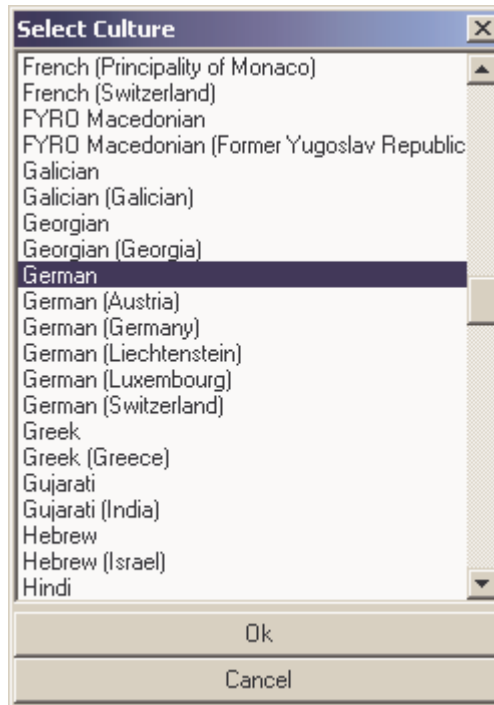 Select Culture
French (Principality of Monaco)
French (Switzerland)
FYRO Macedonian
FYRO Macedonian (Former Yugoslav Republic
Galician
Galician (Galician)
Georgian
Georgian (Georgia)
German
German (Austria)
German (Germany)
German (Liechtenstein)
German (Luxembourg)
German (Switzerland)
Greek
Greek (Greece)
Gujarati
Gujarati (India)
Hebrew
Hebrew (Israel)
Hindi
Ok
Cancel